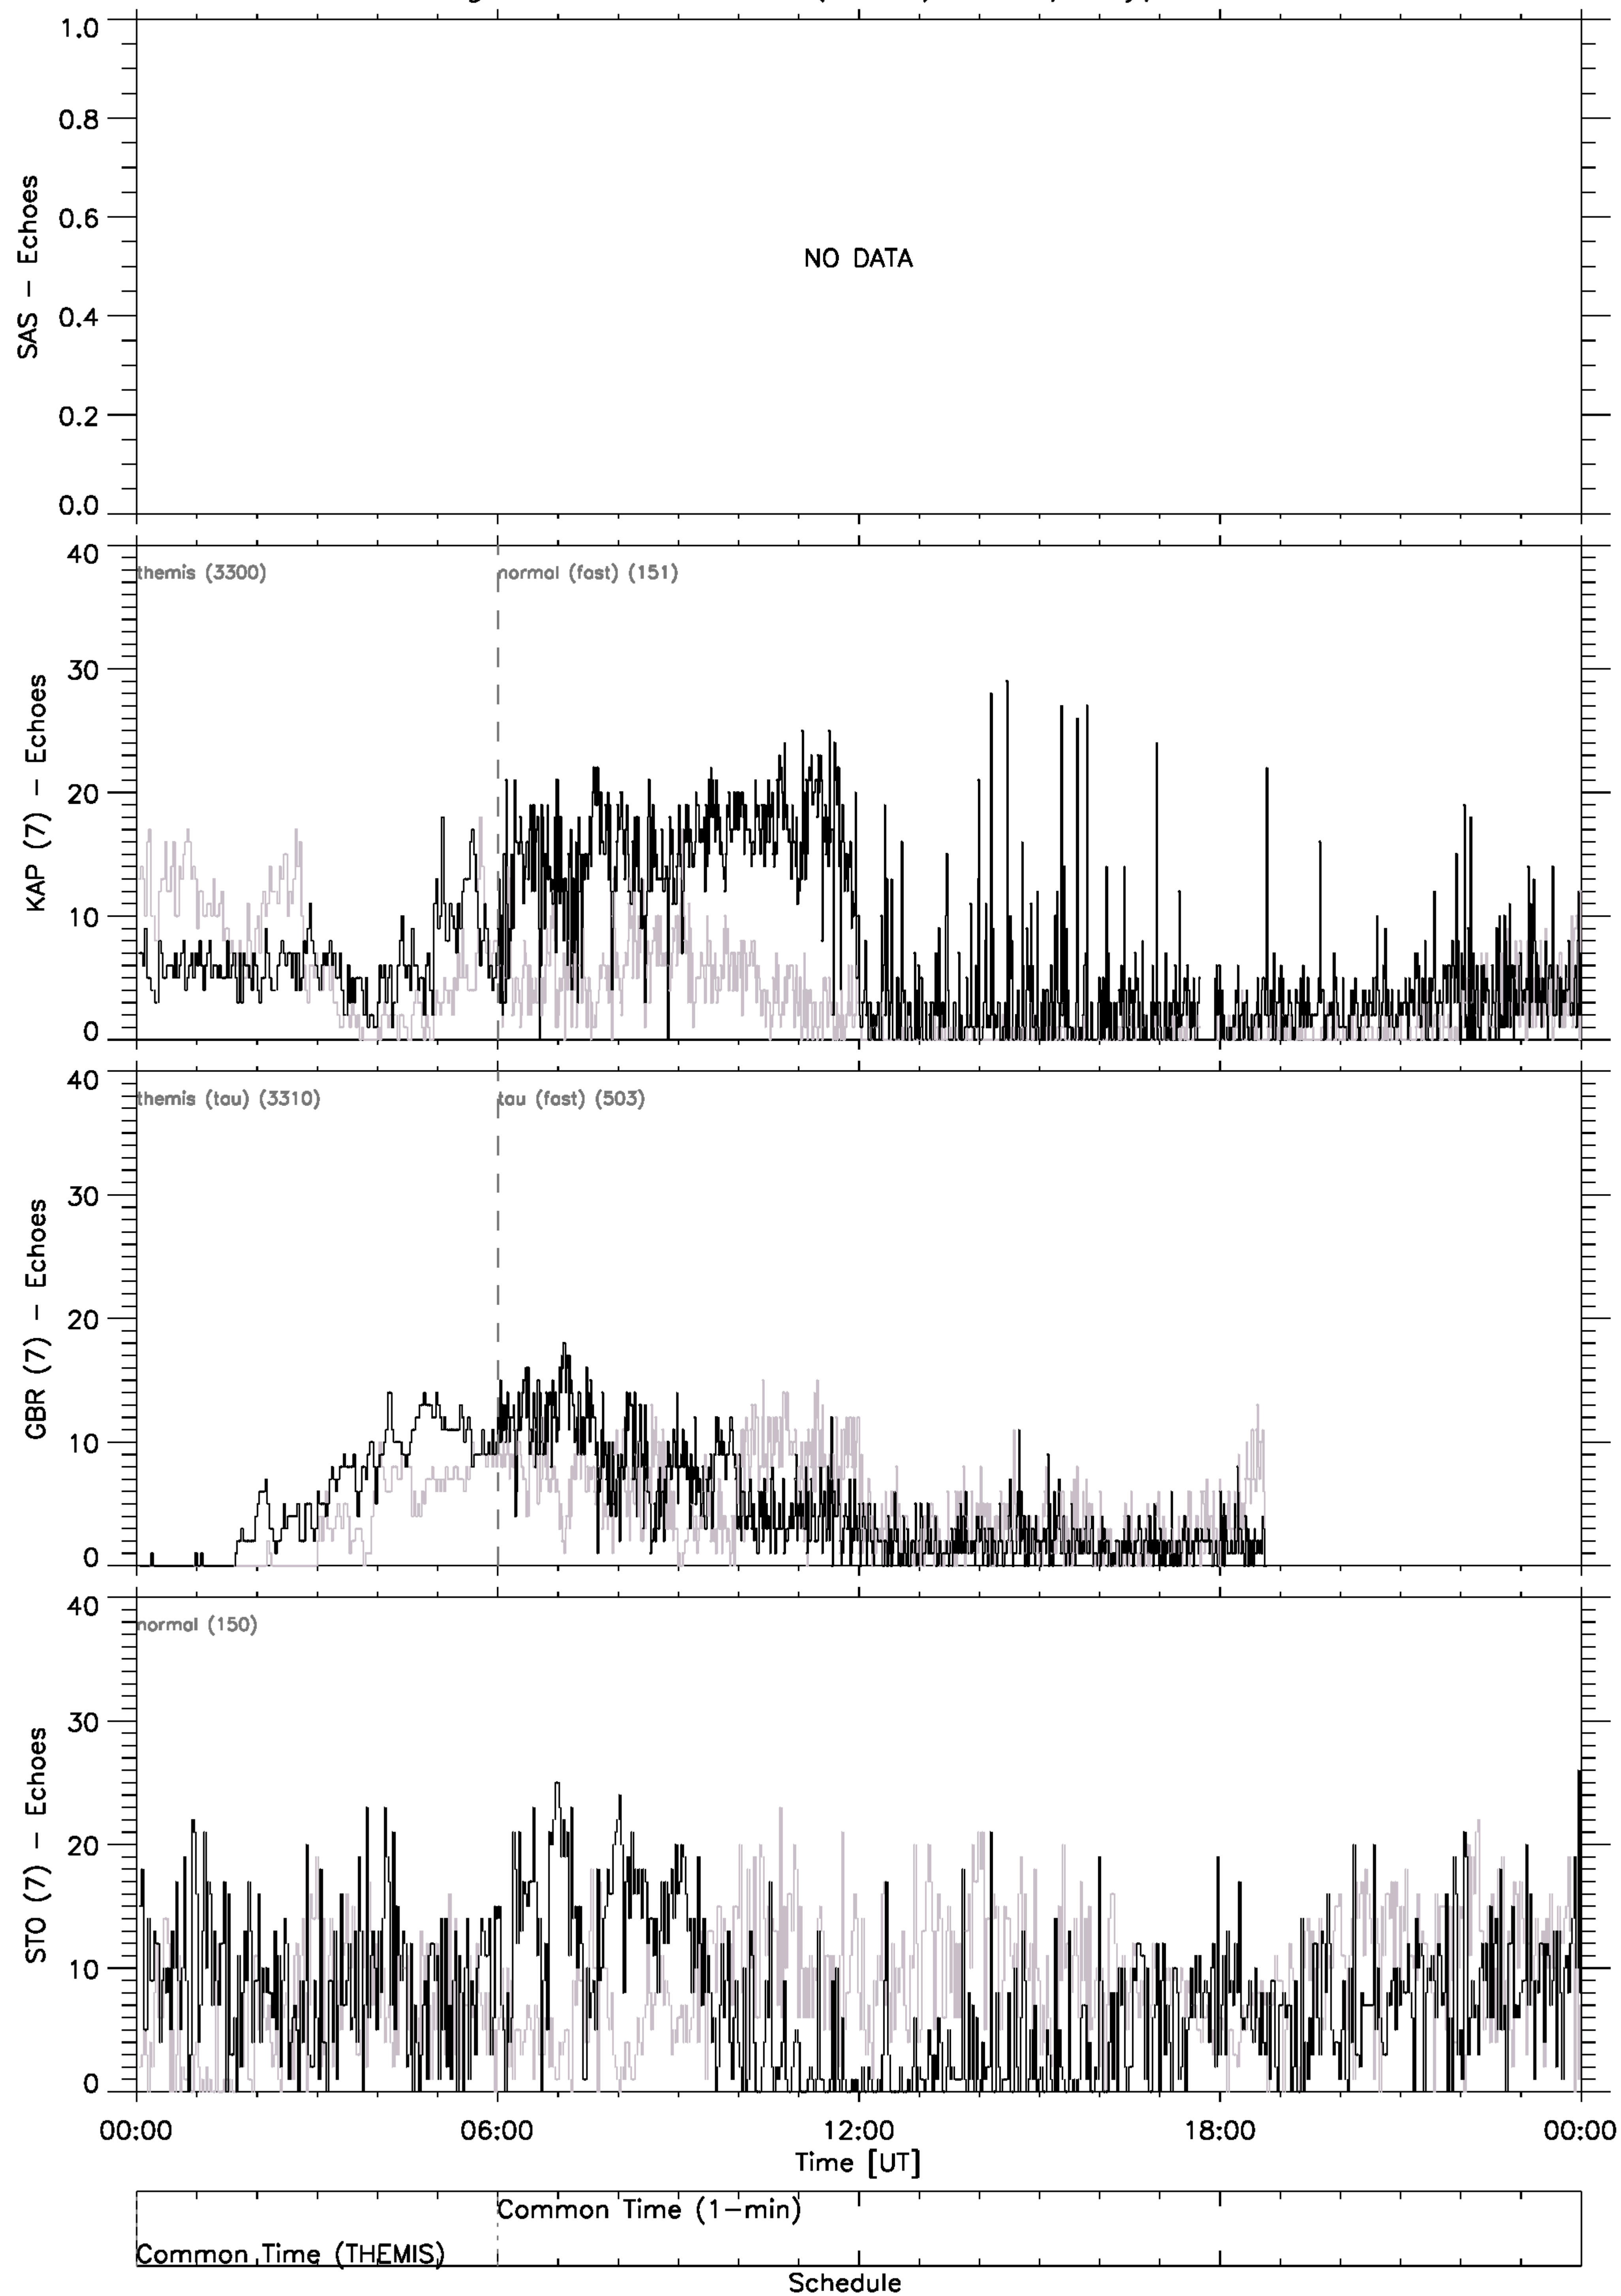 1.0
0.8
0.6
0.4
0.2
0.0
SAS - Echoes
NO DATA
40
30
20
10
0
KAP (7) - Echoes
themis (3300)
normal (fast) (151)
40
30
20
10
0
GBR (7) - Echoes
themis (tau) (3310)
tau (fast) (503)
40
30
20
10
0
STO (7) - Echoes
normal (150)
00:00 06:00 12:00 18:00 00:00
Time [UT]
Common Time (1-min)
Common Time (THEMIS)
Schedule